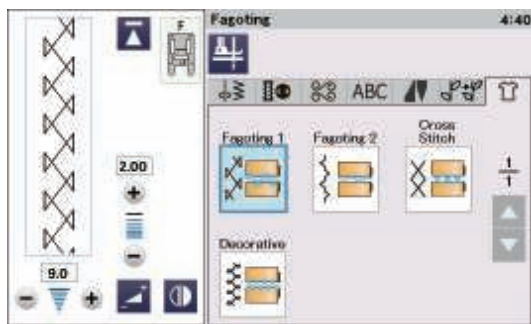 Fagoting
4:40
F
ABC
Fagoting 1
Fagoting 2
Cross
Stitch
1
1
2.00
9.0
Decorative